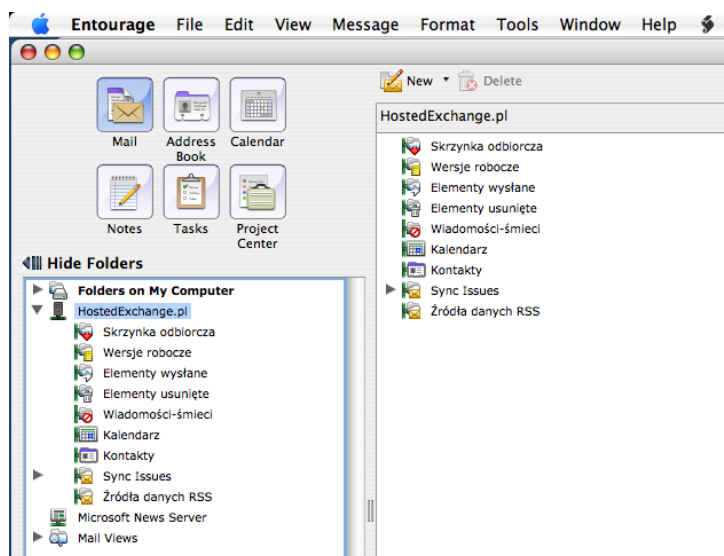 Entourage File Edit View Message Format Tools Window Help
New Delete
Mail Address Book Calendar
Notes Tasks Project Center
Hide Folders
Folders on My Computer
HostedExchange.pl
Skrzynka odbiorcza
Wersje robocze
Elementy wysłane
Elementy usunięte
Wiadomości-śmieci
Kalendarz
Kontakty
Sync Issues
Źródła danych RSS
Microsoft News Server
Mail Views
HostedExchange.pl
Skrzynka odbiorcza
Wersje robocze
Elementy wysłane
Elementy usunięte
Wiadomości-śmieci
Kalendarz
Kontakty
Sync Issues
Źródła danych RSS